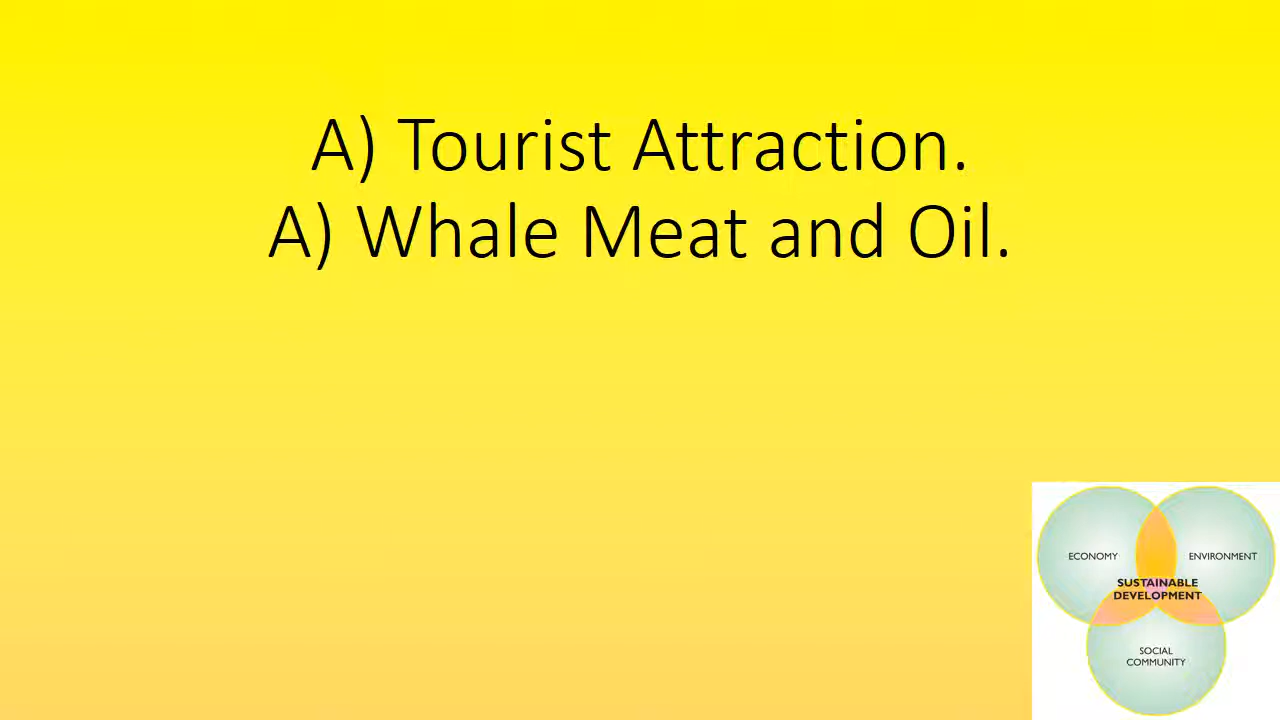 A) Tourist Attraction.
A) Whale Meat and Oil.
ECONOMY
ENVIRONMENT
SUSTAINABLE
DEVELOPMENT
SOCIAL
COMMUNITY